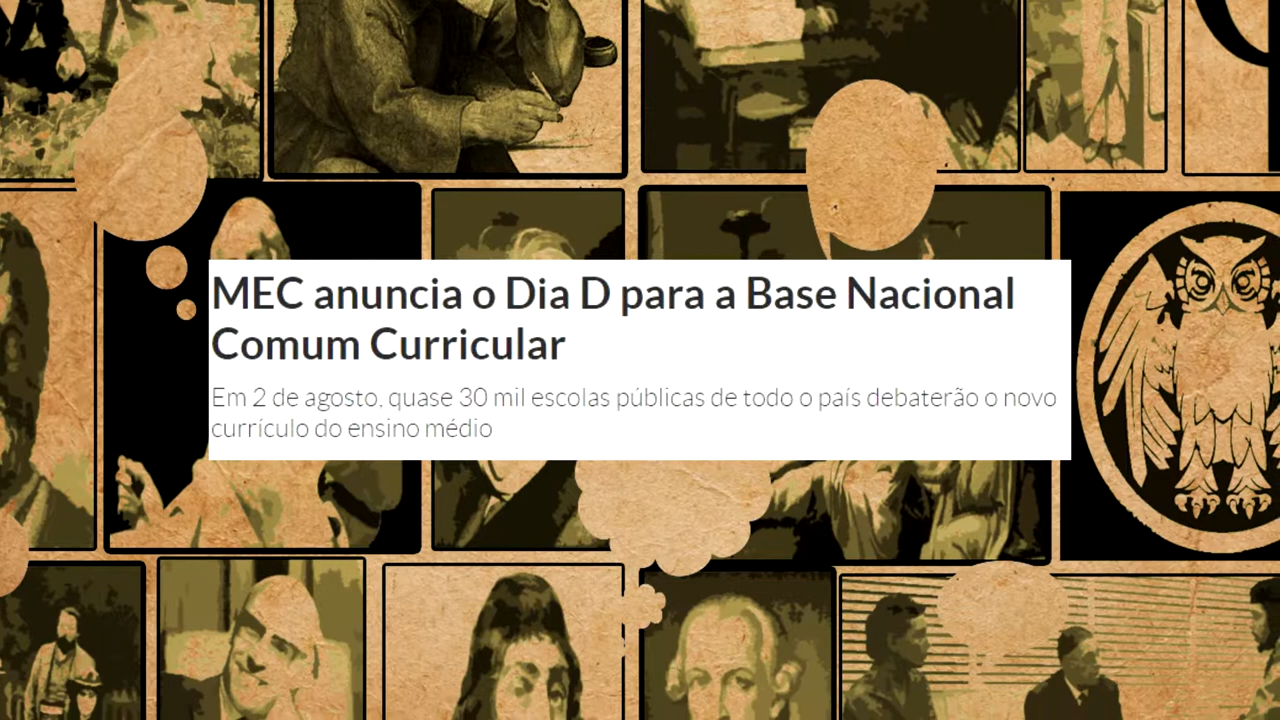 MEC anuncia o Dia D para a Base Nacional
Comum Curricular
Em 2 de agosto, quase 30 mil escolas públicas de todo o país debaterão o novo
currículo do ensino médio